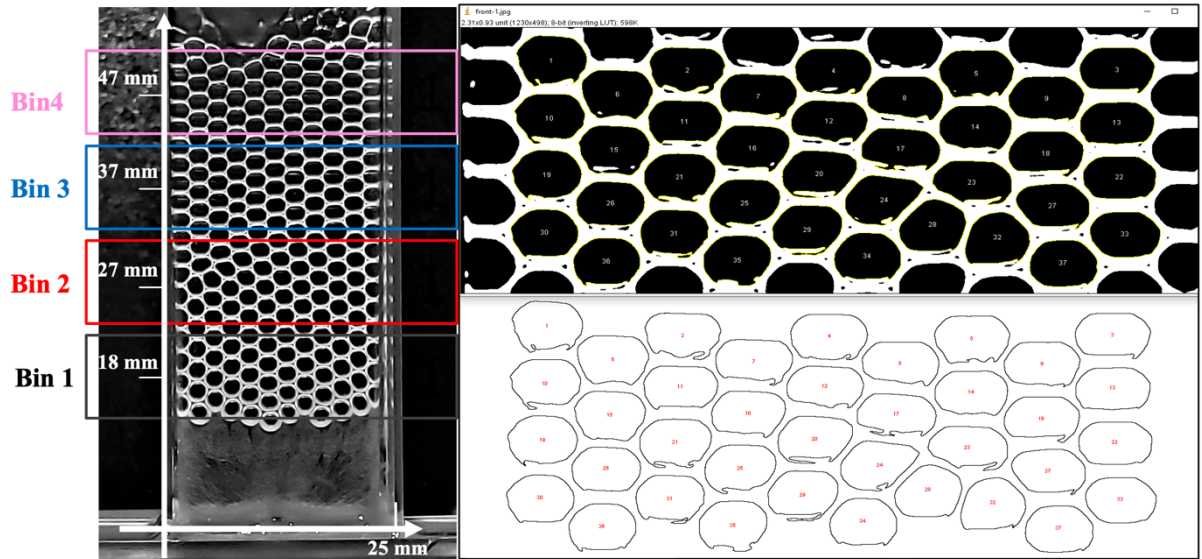 47 mm
Bin4
37 mm
Bin 3
27 mm
Bin 2
18 mm
Bin 1
25 mm
front-1.jpg
2.31x0.93 unit (1230x498); 8-bit (inverting LUT); 598K
1 2 4 5 3
6 7 8 9
10 11 12 14 13
15 16 17 18
19 21 20 23 22
26 25 24 27
30 31 29 28 32 33
36 35 34 37
1 2 4 5 3
6 7 8 9
10 11 12 14 13
15 16 17 18
19 21 20 23 22
26 25 24 27
30 31 29 28 32 33
36 35 34 37